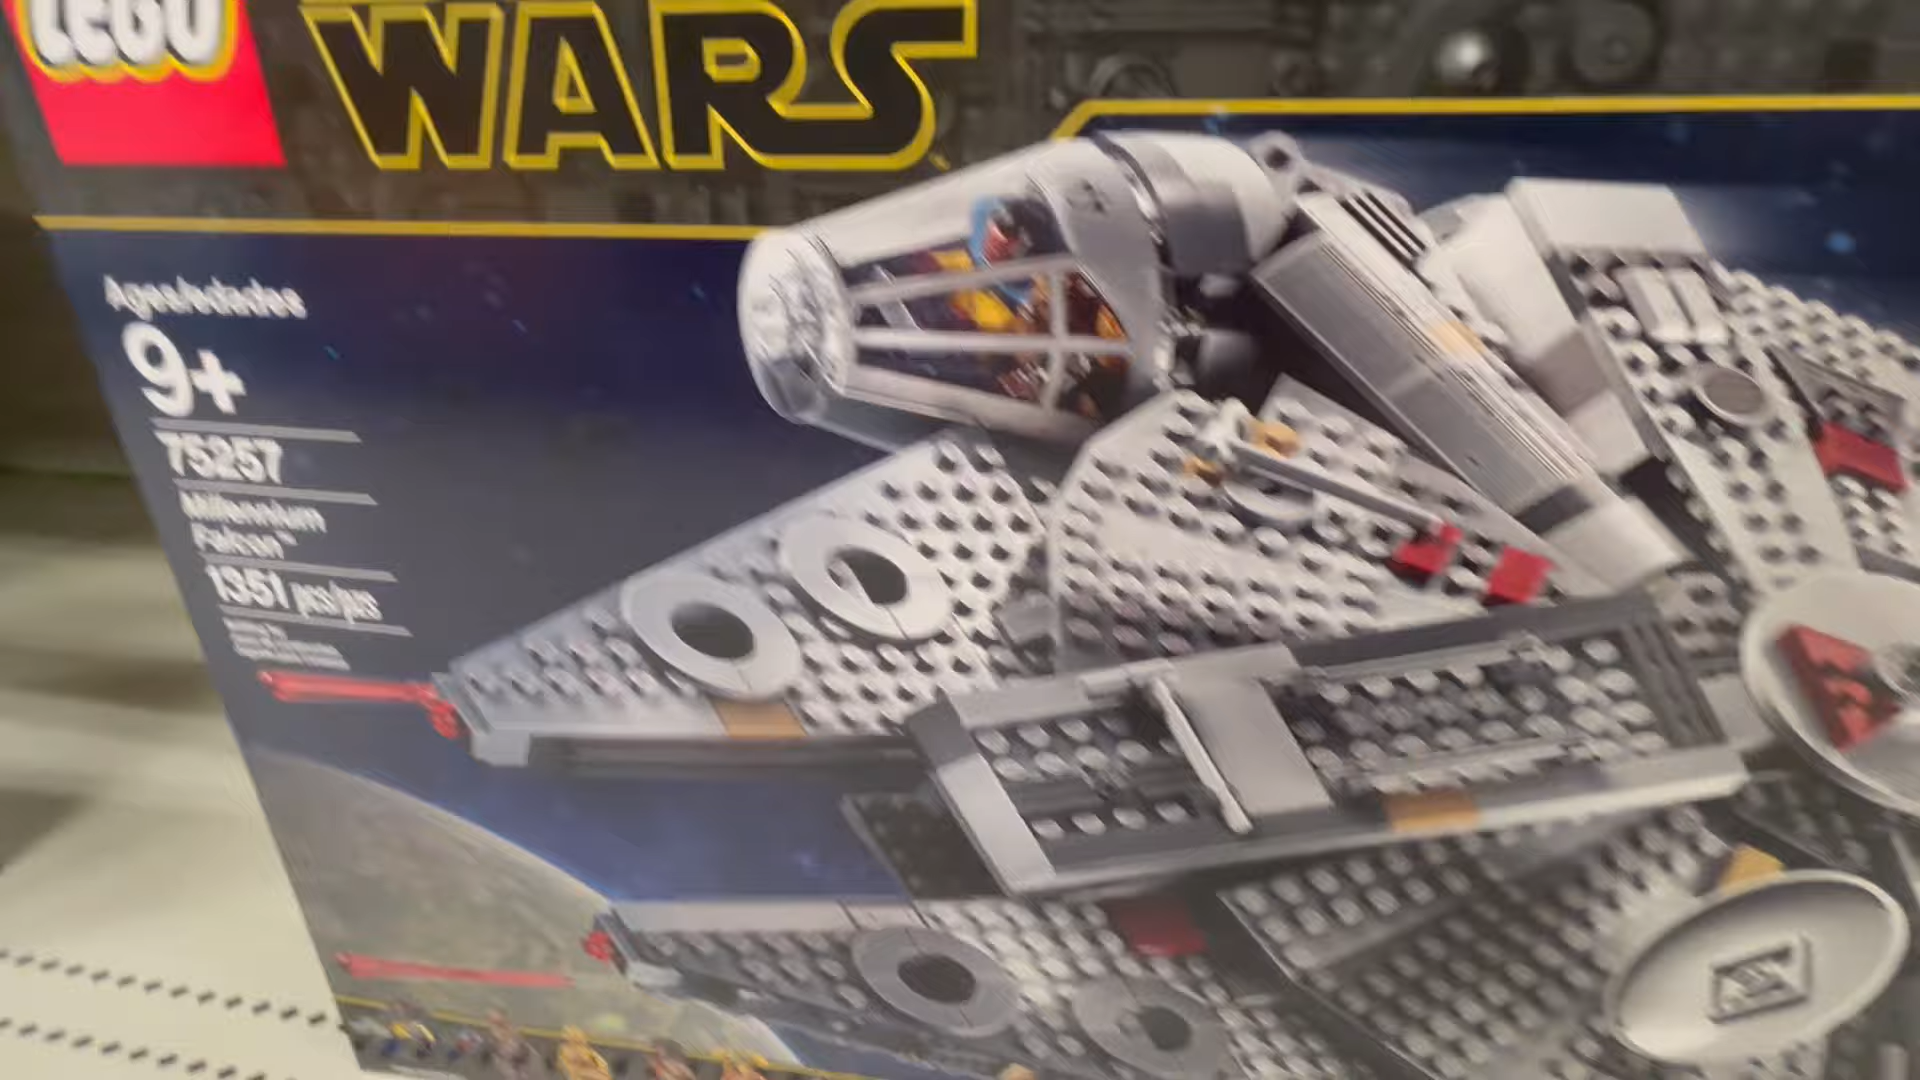 LEGO
WARS
Ages/edades
9+
75257
Millennium
Falcon™
1351 pcs/pzs